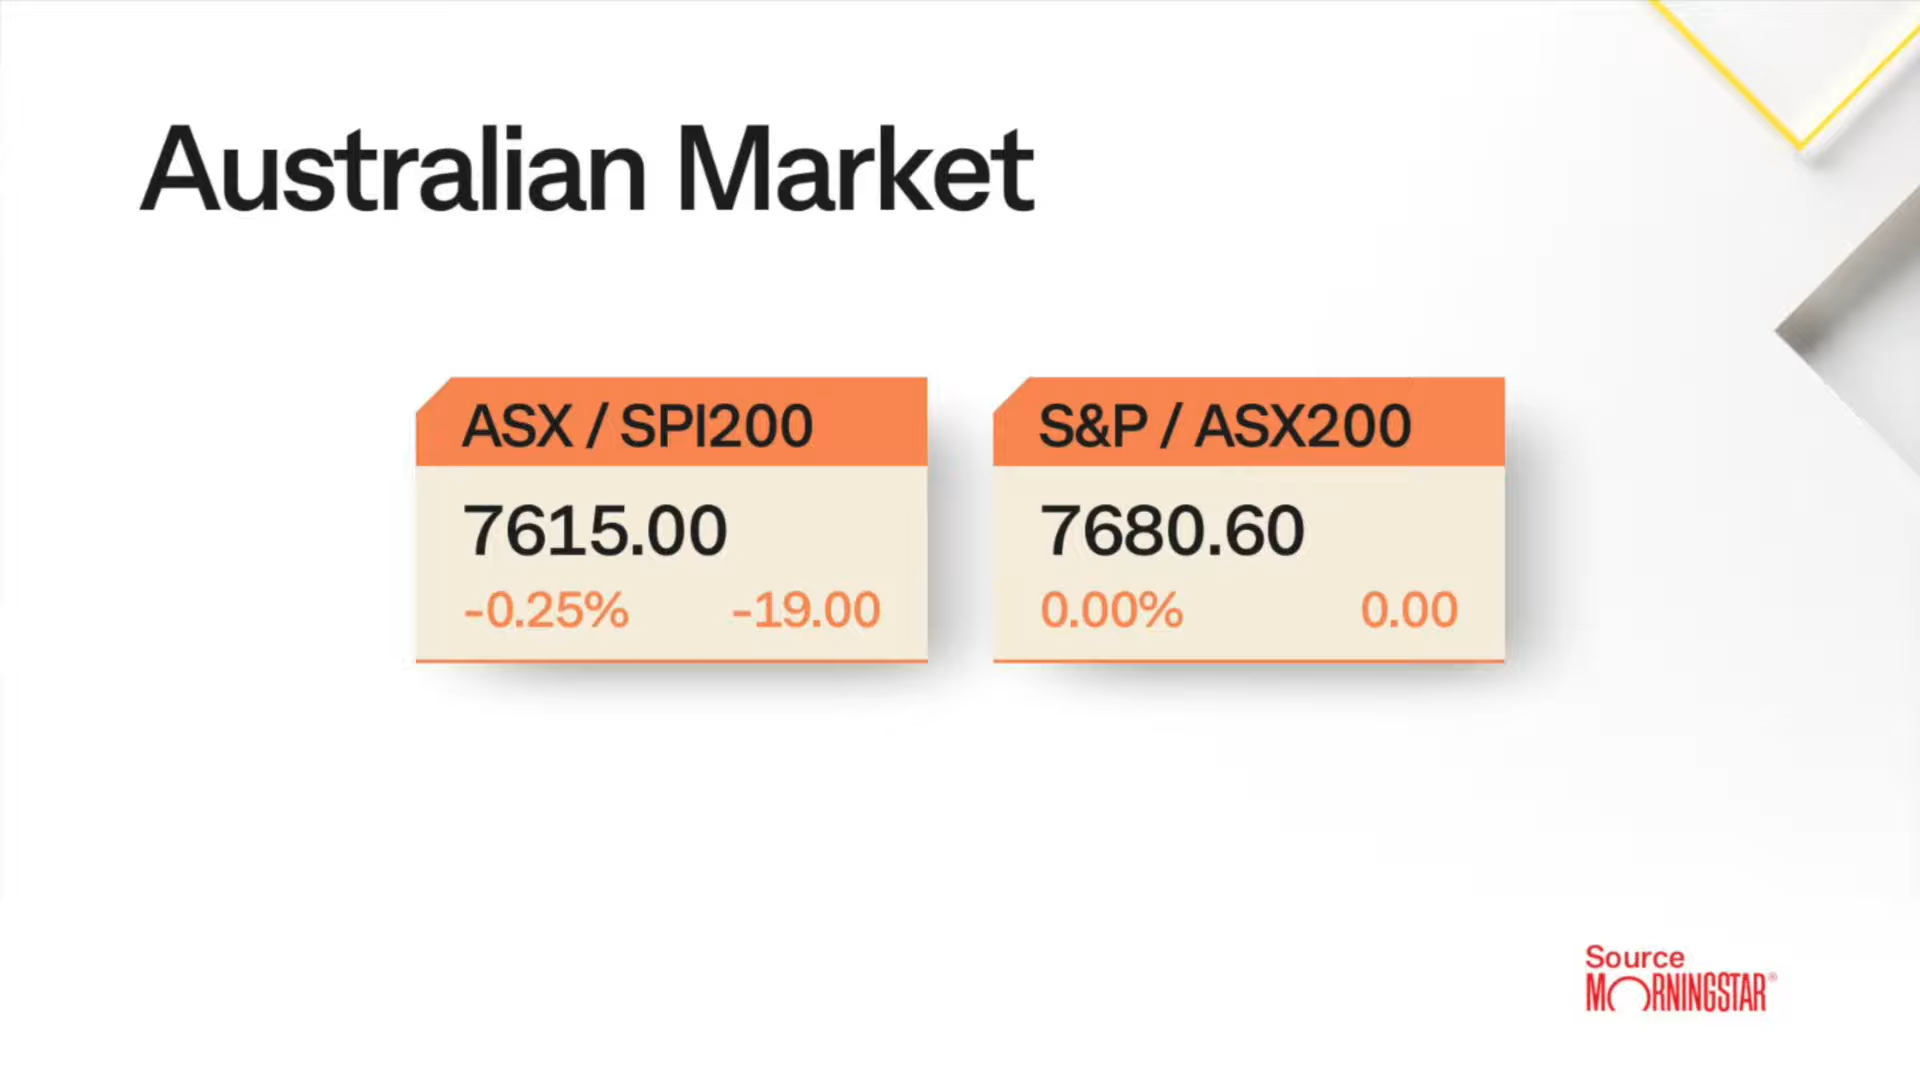 Australian Market
ASX / SPI200
7615.00
-0.25% -19.00
S&P / ASX200
7680.60
0.00% 0.00
Source
MORNINGSTAR®